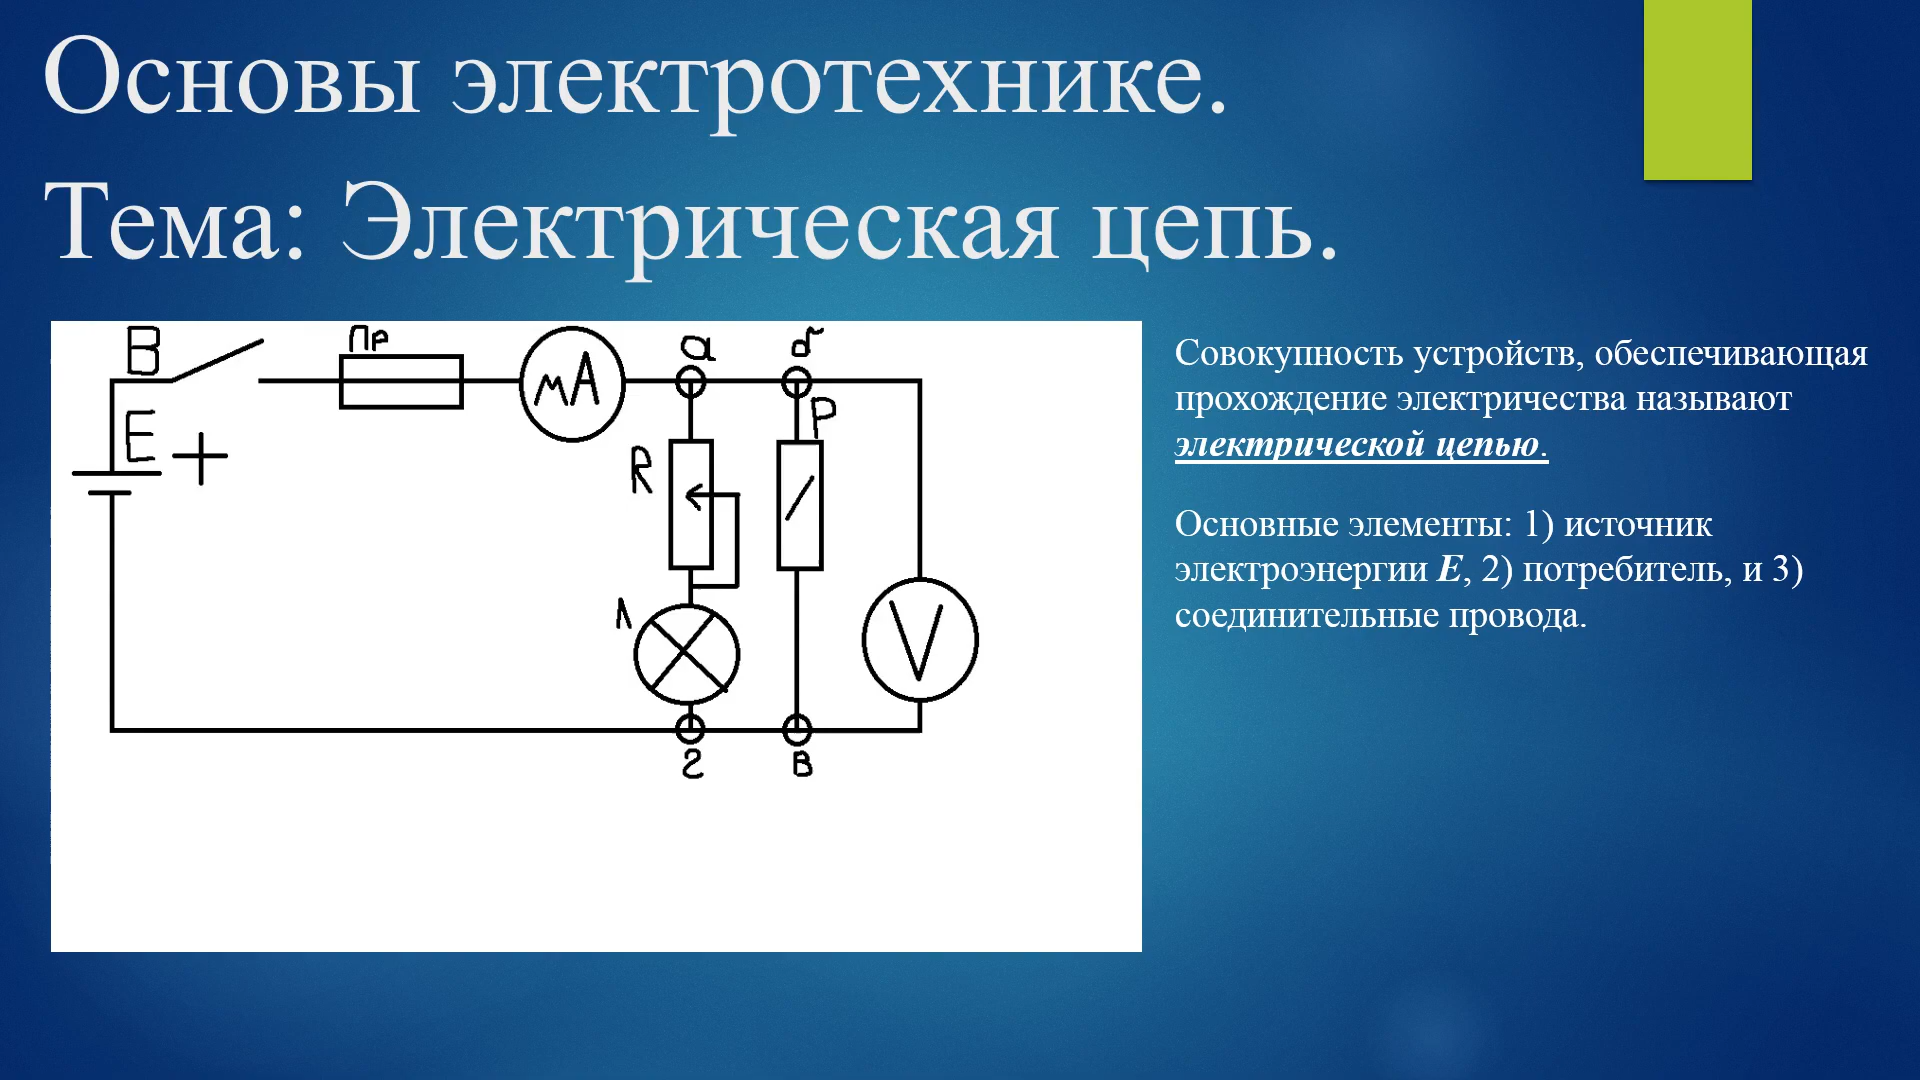 Основы электротехнике.
Тема: Электрическая цепь.
В
Пр
мА
а
б
Е
+
Р
R
Л
V
г
в
Совокупность устройств, обеспечивающая
прохождение электричества называют
электрической цепью.
Основные элементы: 1) источник
электроэнергии Е, 2) потребитель, и 3)
соединительные провода.